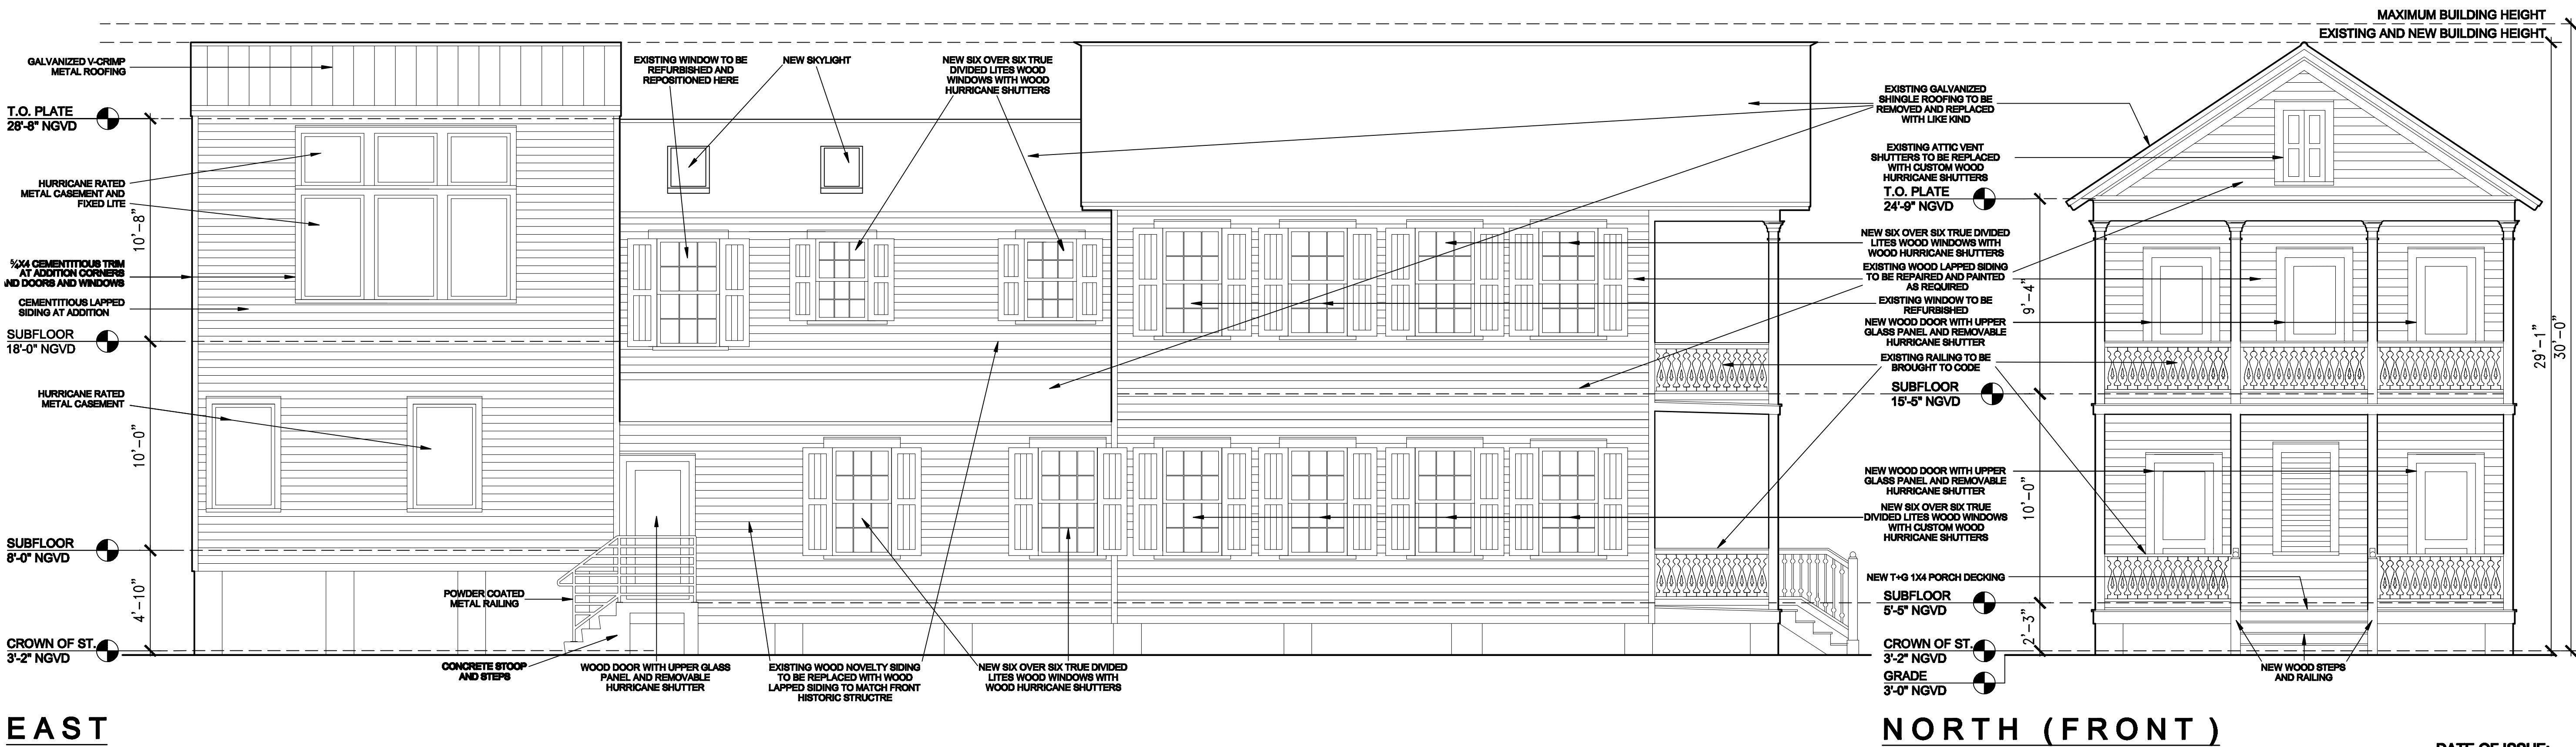 MAXIMUM BUILDING HEIGHT
EXISTING AND NEW BUILDING HEIGHT
GALVANIZED V-CRIMP
METAL ROOFING
T.O. PLATE
28'-8" NGVD
HURRICANE RATED
METAL CASEMENT AND
FIXED LITE
10'-8"
⁵⁄₄X4 CEMENTITIOUS TRIM
AT ADDITION CORNERS
AND DOORS AND WINDOWS
CEMENTITIOUS LAPPED
SIDING AT ADDITION
SUBFLOOR
18'-0" NGVD
HURRICANE RATED
METAL CASEMENT
10'-0"
SUBFLOOR
8'-0" NGVD
4'-10"
CROWN OF ST.
3'-2" NGVD
EXISTING WINDOW TO BE
REFURBISHED AND
REPOSITIONED HERE
NEW SKYLIGHT
NEW SIX OVER SIX TRUE
DIVIDED LITES WOOD
WINDOWS WITH WOOD
HURRICANE SHUTTERS
POWDER COATED
METAL RAILING
CONCRETE STOOP
AND STEPS
WOOD DOOR WITH UPPER GLASS
PANEL AND REMOVABLE
HURRICANE SHUTTER
EXISTING WOOD NOVELTY SIDING
TO BE REPLACED WITH WOOD
LAPPED SIDING TO MATCH FRONT
HISTORIC STRUCTRE
NEW SIX OVER SIX TRUE DIVIDED
LITES WOOD WINDOWS WITH
WOOD HURRICANE SHUTTERS
EAST
EXISTING GALVANIZED
SHINGLE ROOFING TO BE
REMOVED AND REPLACED
WITH LIKE KIND
EXISTING ATTIC VENT
SHUTTERS TO BE REPLACED
WITH CUSTOM WOOD
HURRICANE SHUTTERS
T.O. PLATE
24'-9" NGVD
NEW SIX OVER SIX TRUE DIVIDED
LITES WOOD WINDOWS WITH
WOOD HURRICANE SHUTTERS
EXISTING WOOD LAPPED SIDING
TO BE REPAIRED AND PAINTED
AS REQUIRED
9'-4"
EXISTING WINDOW TO BE
REFURBISHED
NEW WOOD DOOR WITH UPPER
GLASS PANEL AND REMOVABLE
HURRICANE SHUTTER
EXISTING RAILING TO BE
BROUGHT TO CODE
SUBFLOOR
15'-5" NGVD
NEW WOOD DOOR WITH UPPER
GLASS PANEL AND REMOVABLE
HURRICANE SHUTTER
10'-0"
NEW SIX OVER SIX TRUE
DIVIDED LITES WOOD WINDOWS
WITH CUSTOM WOOD
HURRICANE SHUTTERS
NEW T+G 1X4 PORCH DECKING
SUBFLOOR
5'-5" NGVD
2'-3"
CROWN OF ST.
3'-2" NGVD
GRADE
3'-0" NGVD
NEW WOOD STEPS
AND RAILING
29'-1"
30'-0"
NORTH (FRONT)
DATE OF ISSUE: